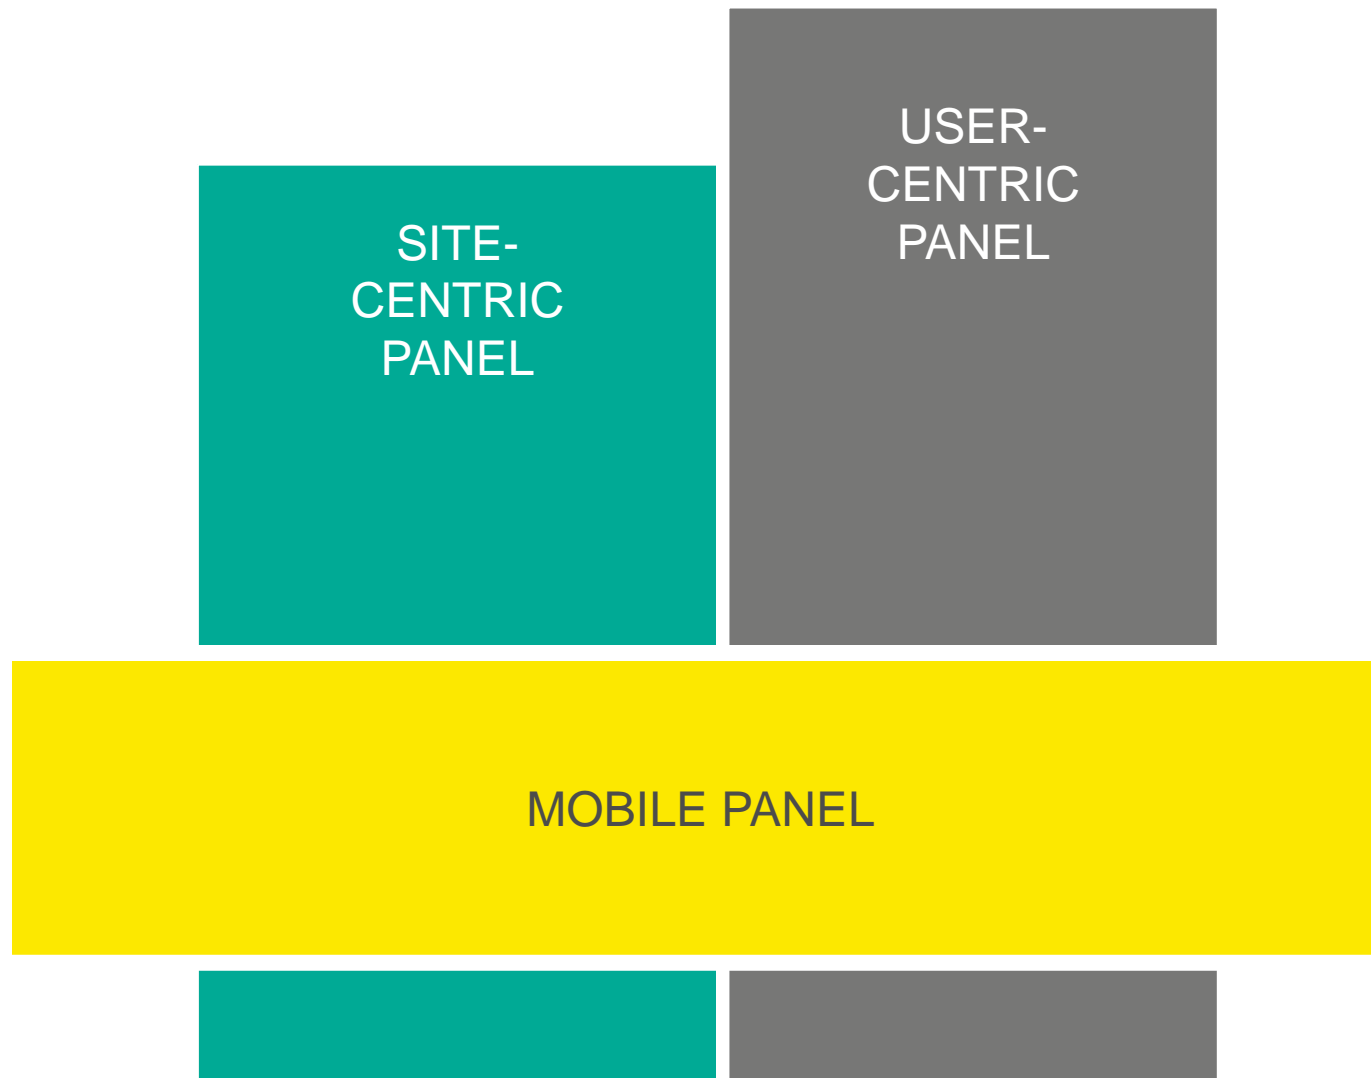 USER-
CENTRIC
PANEL
SITE-
CENTRIC
PANEL
MOBILE PANEL